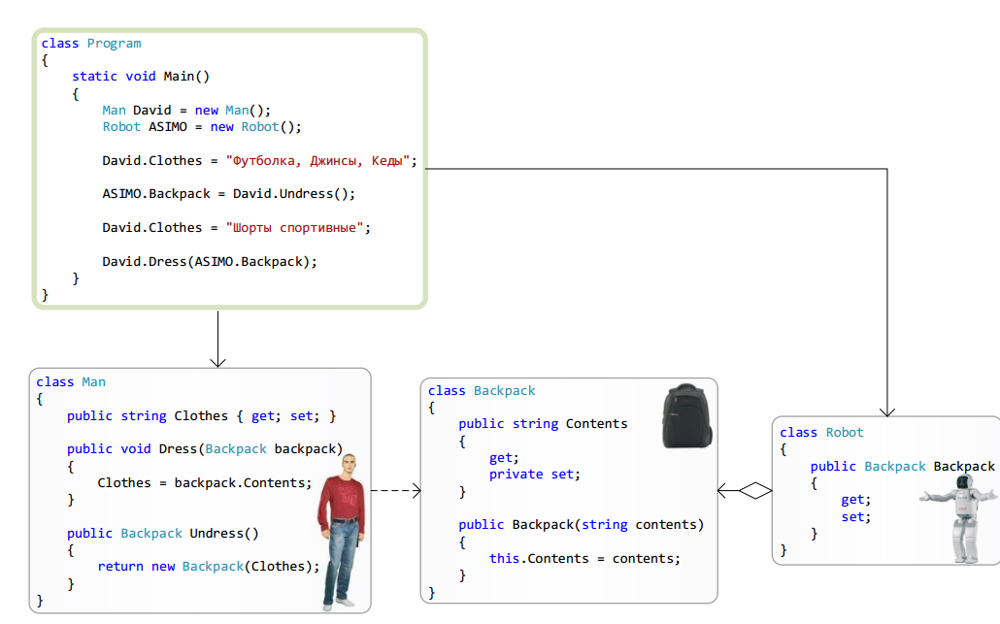 class Program
{
static void Main()
{
Man David = new Man();
Robot ASIMO = new Robot();
David.Clothes = "Футболка, Джинсы, Кеды";
ASIMO.Backpack = David.Undress();
David.Clothes = "Шорты спортивные";
David.Dress(ASIMO.Backpack);
}
}
class Man
{
public string Clothes { get; set; }
public void Dress(Backpack backpack)
{
Clothes = backpack.Contents;
}
public Backpack Undress()
{
return new Backpack(Clothes);
}
}
class Backpack
{
public string Contents
{
get;
private set;
}
public Backpack(string contents)
{
this.Contents = contents;
}
}
class Robot
{
public Backpack Backpack
{
get;
set;
}
}